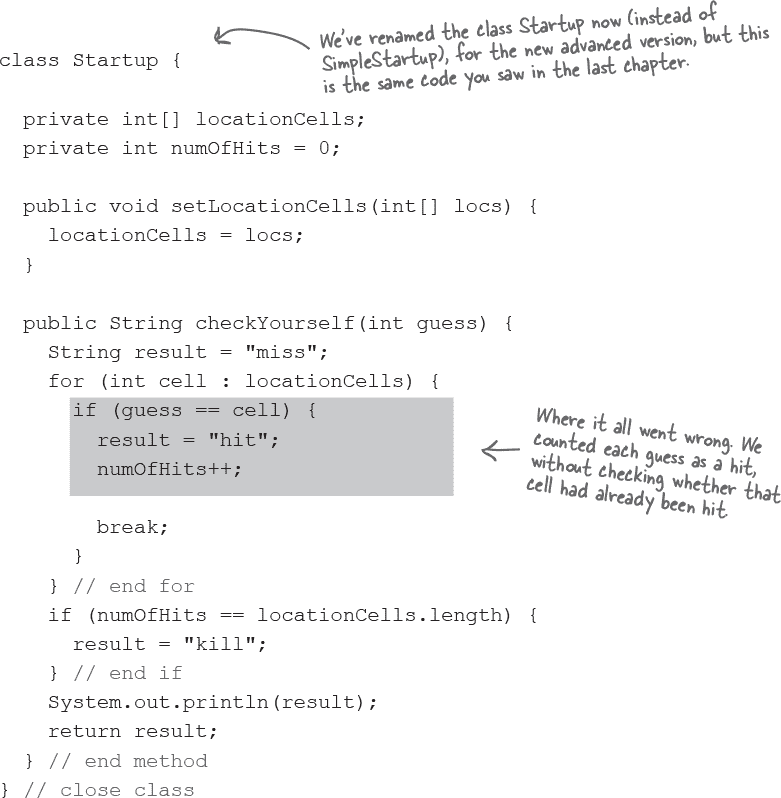 We've renamed the class Startup now (instead of
SimpleStartup), for the new advanced version, but this
is the same code you saw in the last chapter.
class Startup {
private int[] locationCells;
private int numOfHits = 0;
public void setLocationCells(int[] locs) {
locationCells = locs;
}
public String checkYourself(int guess) {
String result = "miss";
for (int cell : locationCells) {
if (guess == cell) {
result = "hit";
numOfHits++;
Where it all went wrong. We
counted each guess as a hit,
without checking whether that
cell had already been hit.
break;
}
} // end for
if (numOfHits == locationCells.length) {
result = "kill";
} // end if
System.out.println(result);
return result;
} // end method
} // close class